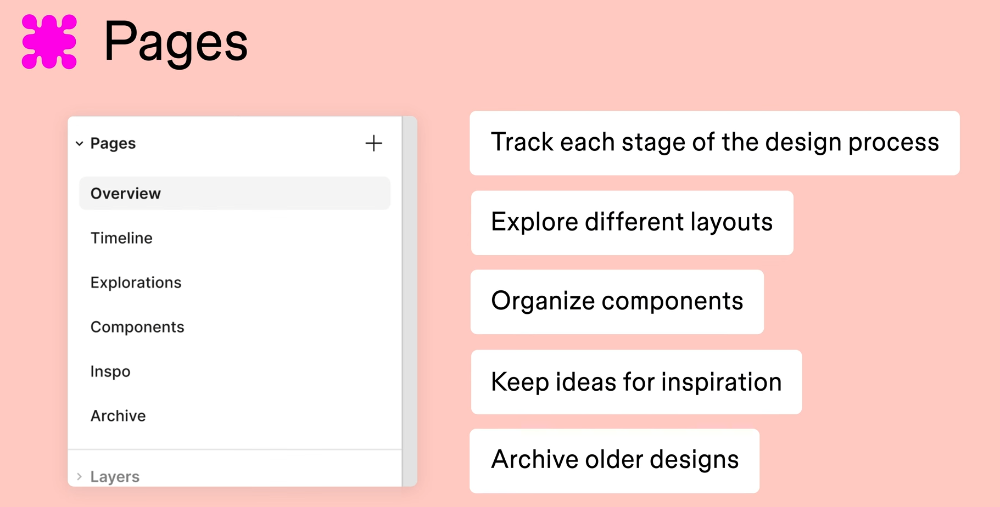 Pages
Pages
Overview
Timeline
Explorations
Components
Inspo
Archive
Layers
Track each stage of the design process
Explore different layouts
Organize components
Keep ideas for inspiration
Archive older designs